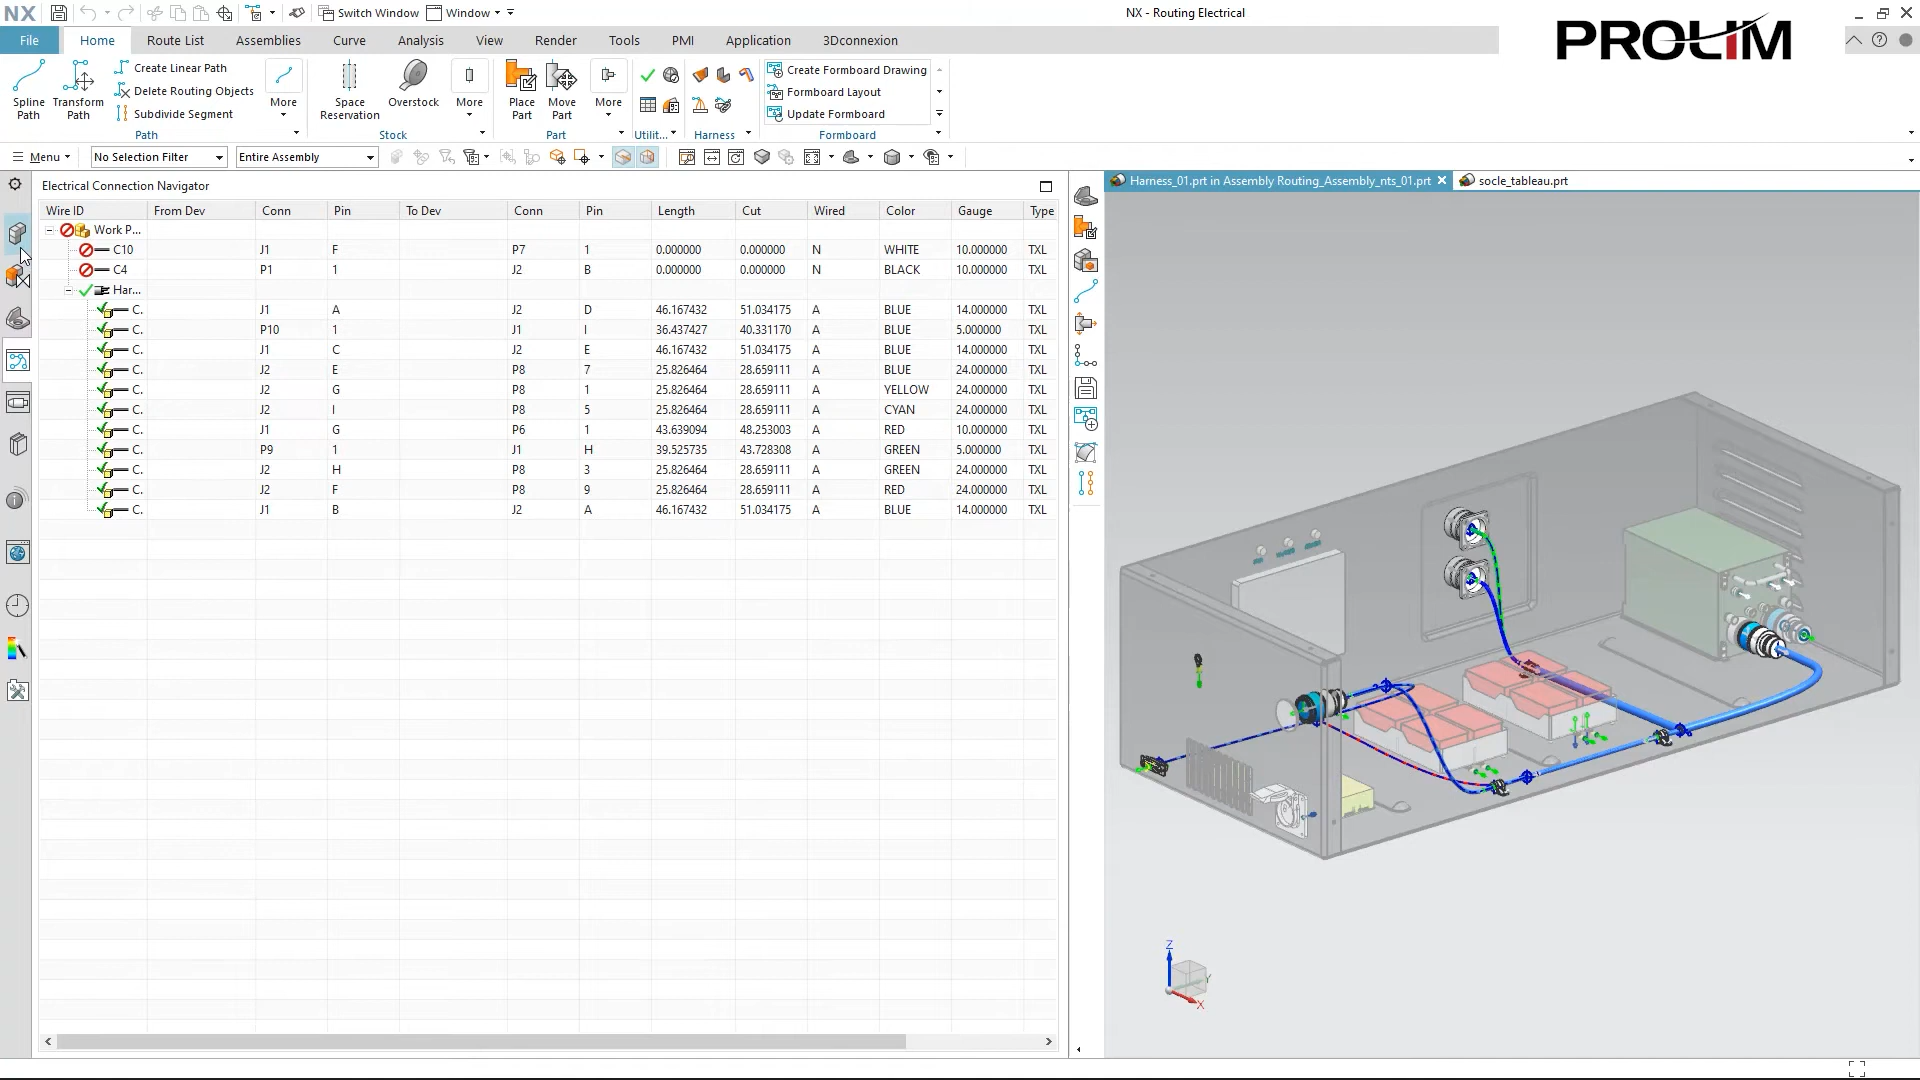 NX Switch Window Window NX - Routing Electrical
PROLIM
File Home Route List Assemblies Curve Analysis View Render Tools PMI Application 3Dconnexion
Spline Path
Transform Path
Create Linear Path
Delete Routing Objects
Subdivide Segment
More
Path
Space Reservation
Overstock
More
Stock
Place Part
Move Part
More
Part
Utilit...
Harness
Create Formboard Drawing
Formboard Layout
Update Formboard
Formboard
Menu No Selection Filter Entire Assembly
Electrical Connection Navigator
Harness_01.prt in Assembly Routing_Assembly_nts_01.prt socle_tableau.prt
Wire ID From Dev Conn Pin To Dev Conn Pin Length Cut Wired Color Gauge Type
Work P...
C10 J1 F P7 1 0.000000 0.000000 N WHITE 10.000000 TXL
C4 P1 1 J2 B 0.000000 0.000000 N BLACK 10.000000 TXL
Har...
C. J1 A J2 D 46.167432 51.034175 A BLUE 14.000000 TXL
C. P10 1 J1 I 36.437427 40.331170 A BLUE 5.000000 TXL
C. J1 C J2 E 46.167432 51.034175 A BLUE 14.000000 TXL
C. J2 E P8 7 25.826464 28.659111 A BLUE 24.000000 TXL
C. J2 G P8 1 25.826464 28.659111 A YELLOW 24.000000 TXL
C. J2 I P8 5 25.826464 28.659111 A CYAN 24.000000 TXL
C. J1 G P6 1 43.639094 48.253003 A RED 10.000000 TXL
C. P9 1 J1 H 39.525735 43.728308 A GREEN 5.000000 TXL
C. J2 H P8 3 25.826464 28.659111 A GREEN 24.000000 TXL
C. J2 F P8 9 25.826464 28.659111 A RED 24.000000 TXL
C. J1 B J2 A 46.167432 51.034175 A BLUE 14.000000 TXL
Z
Y
X